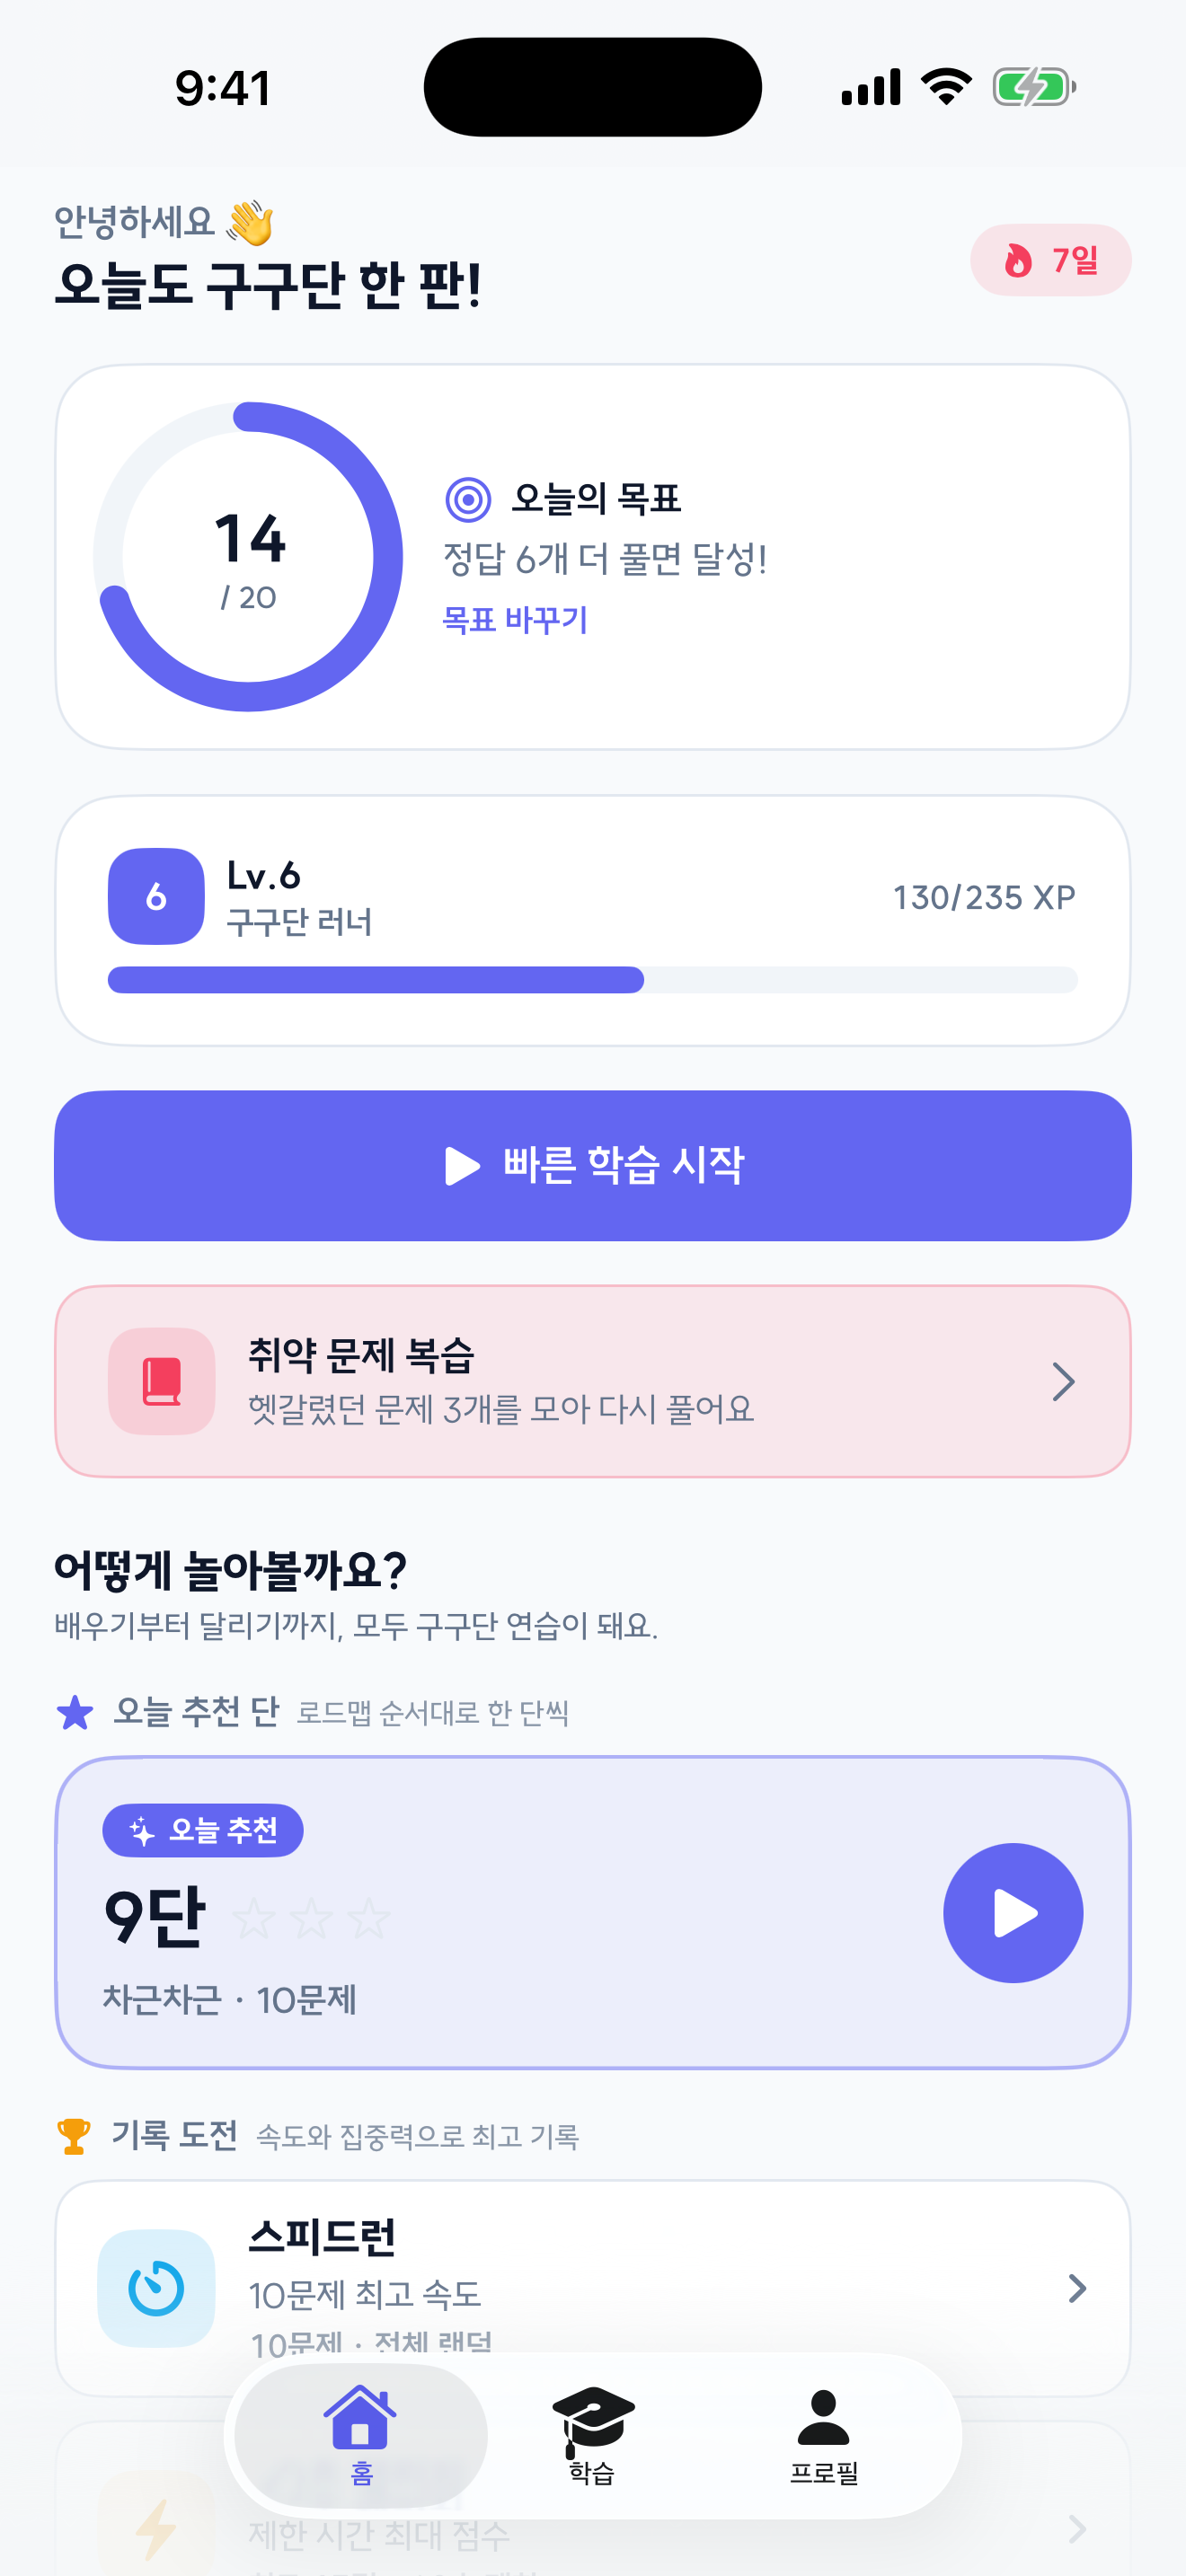 9:41
안녕하세요 👋
오늘도 구구단 한 판!
7일
14
/ 20
오늘의 목표
정답 6개 더 풀면 달성!
목표 바꾸기
6
Lv.6
구구단 러너
130/235 XP
빠른 학습 시작
취약 문제 복습
헷갈렸던 문제 3개를 모아 다시 풀어요
어떻게 놀아볼까요?
배우기부터 달리기까지, 모두 구구단 연습이 돼요.
오늘 추천 단 로드맵 순서대로 한 단씩
오늘 추천
9단
차근차근 · 10문제
기록 도전 속도와 집중력으로 최고 기록
스피드런
10문제 최고 속도
10문제 · 전체 랜덤
홈
학습
프로필
제한 시간 최대 점수